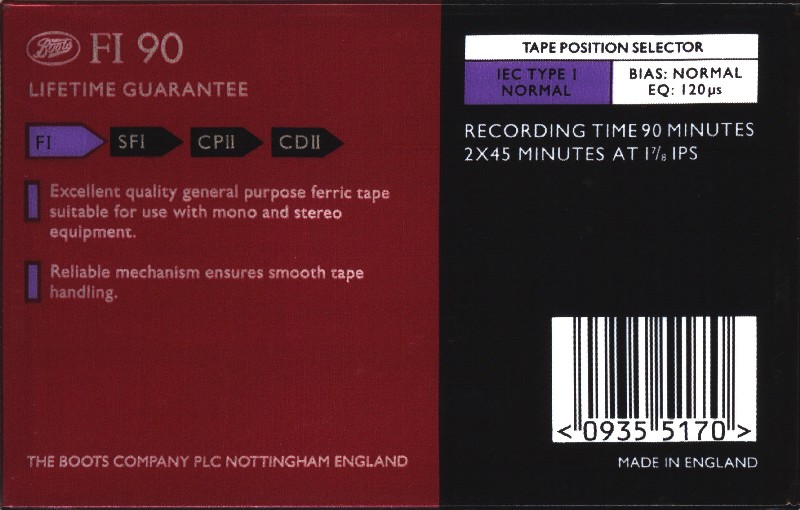 Boots FI 90
LIFETIME GUARANTEE
FI SFI CPII CDII
Excellent quality general purpose ferric tape
suitable for use with mono and stereo
equipment.
Reliable mechanism ensures smooth tape
handling.
THE BOOTS COMPANY PLC NOTTINGHAM ENGLAND
TAPE POSITION SELECTOR
IEC TYPE I
NORMAL
BIAS: NORMAL
EQ: 120µs
RECORDING TIME 90 MINUTES
2X45 MINUTES AT 1⅞ IPS
<0935 5170>
MADE IN ENGLAND